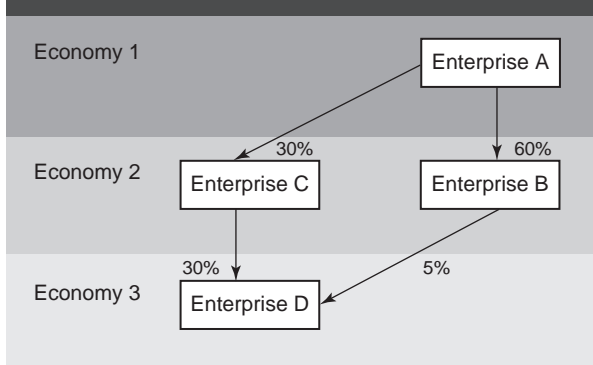 Economy 1
Enterprise A
30%
60%
Economy 2
Enterprise C
Enterprise B
30%
5%
Economy 3
Enterprise D